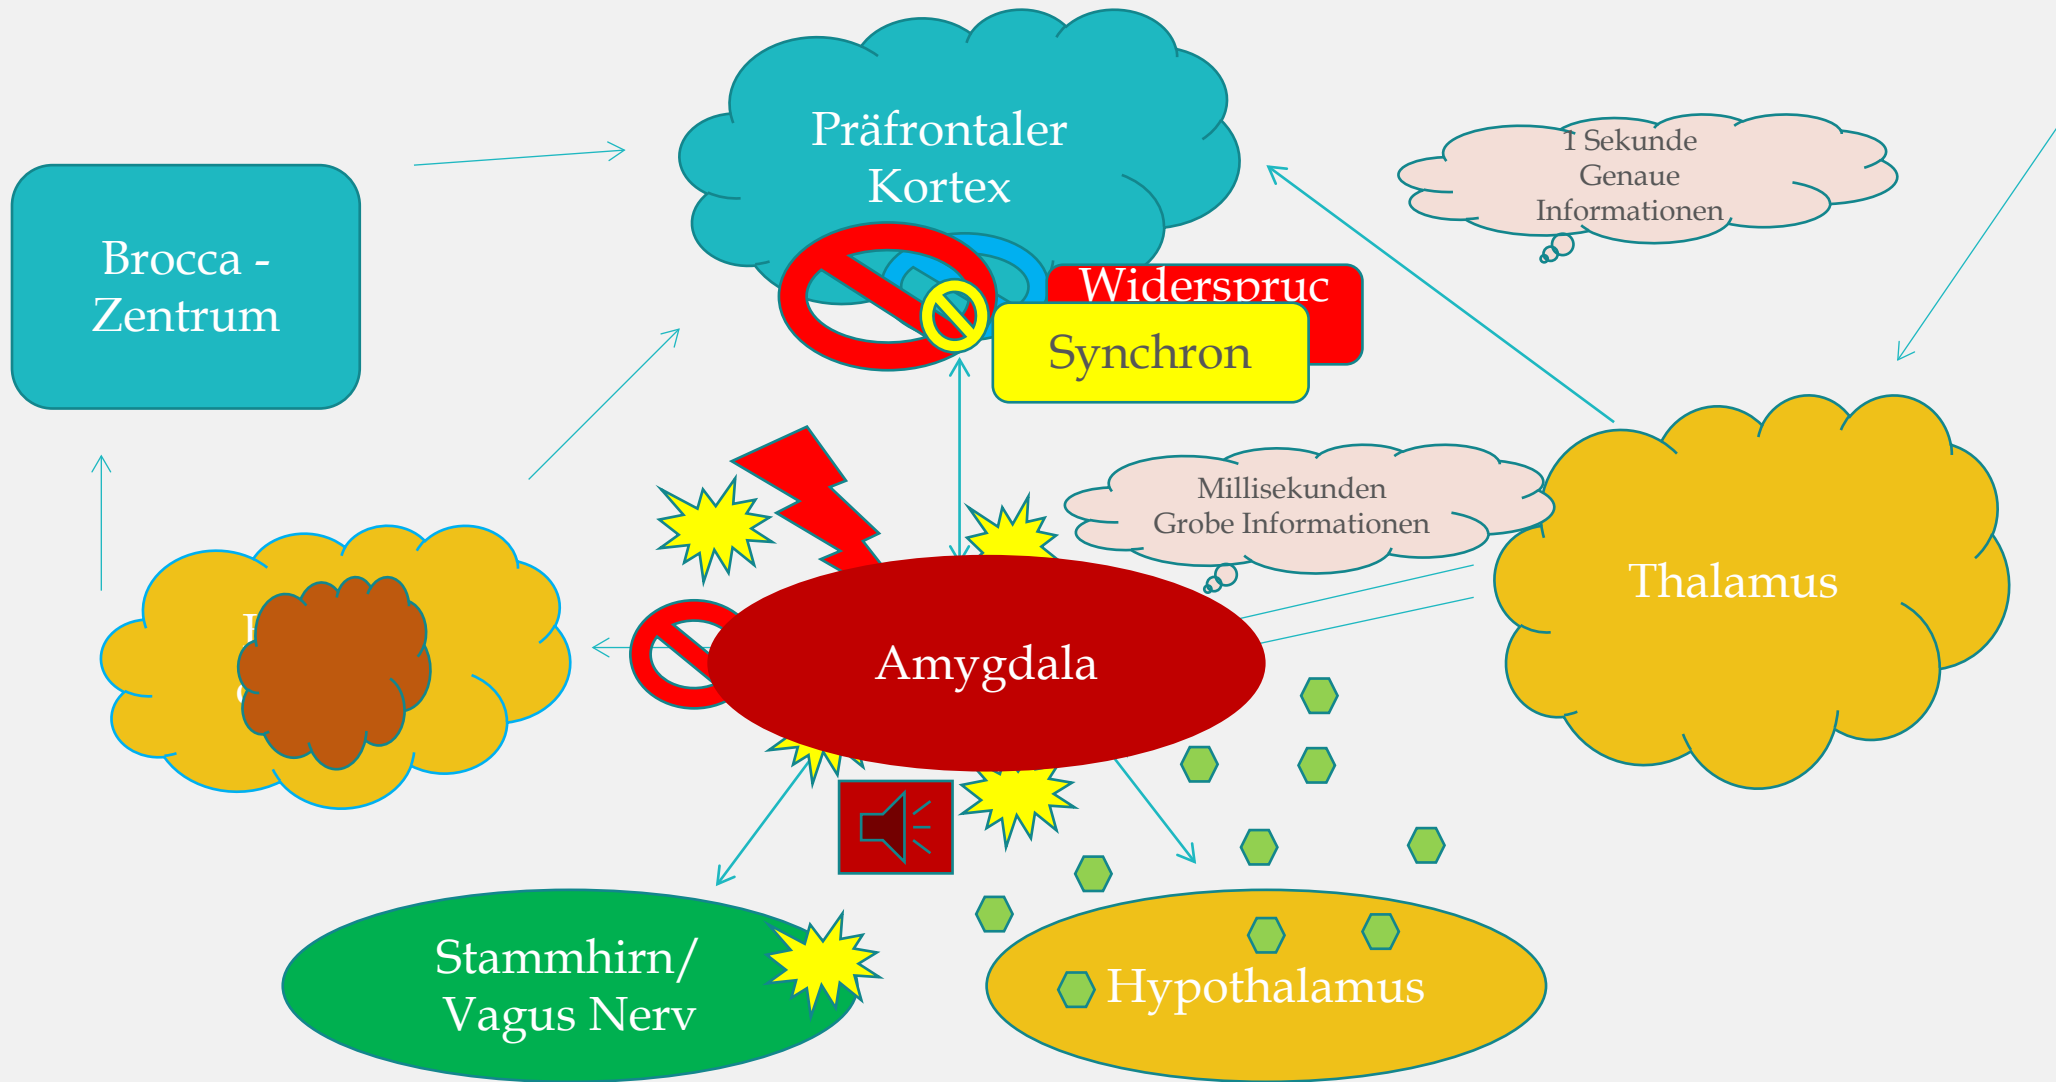 Präfrontaler
Kortex
1 Sekunde
Genaue
Informationen
Brocca -
Zentrum
Widerspruc
Synchron
Millisekunden
Grobe Informationen
Thalamus
Amygdala
Stammhirn/
Vagus Nerv
Hypothalamus